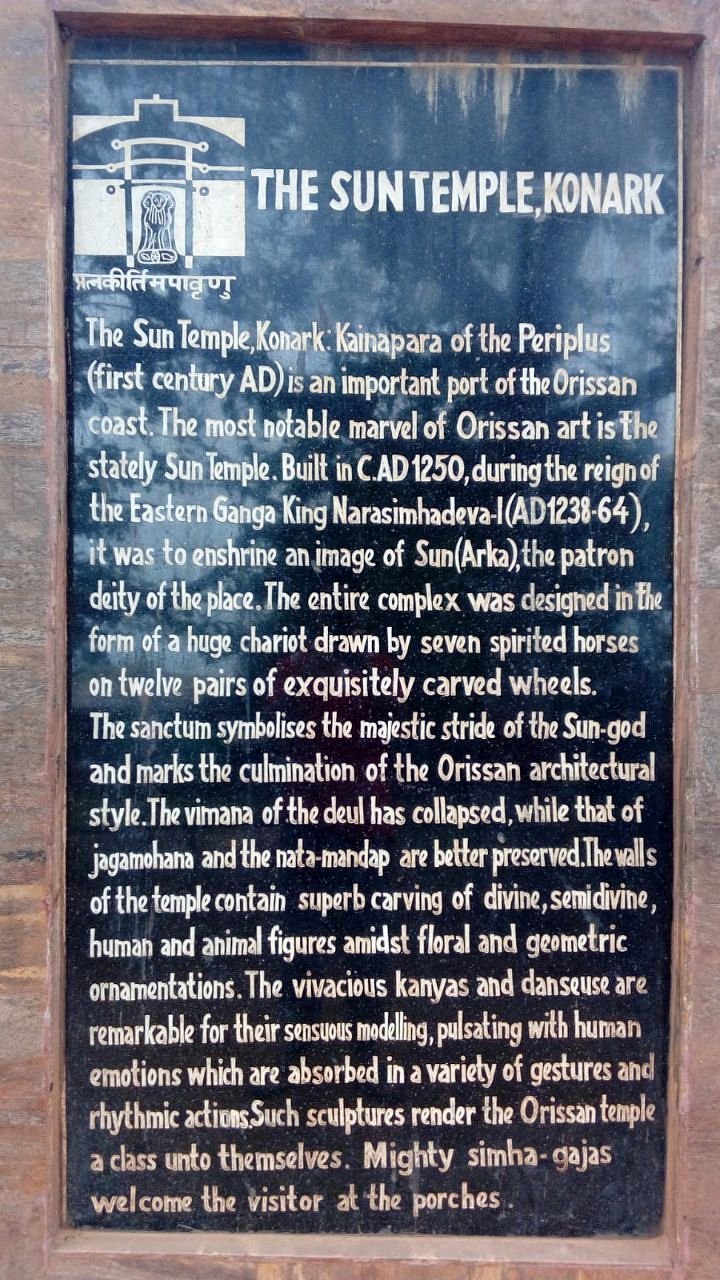 THE SUN TEMPLE, KONARK
प्रत्नकीर्तिमपावृणु
The Sun Temple, Konark: Kainapara of the Periplus
(first century AD) is an important port of the Orissan
coast. The most notable marvel of Orissan art is the
stately Sun Temple. Built in C.AD 1250, during the reign of
the Eastern Ganga King Narasimhadeva-I (AD1238-64),
it was to enshrine an image of Sun(Arka), the patron
deity of the place. The entire complex was designed in the
form of a huge chariot drawn by seven spirited horses
on twelve pairs of exquisitely carved wheels.
The sanctum symbolises the majestic stride of the Sun-god
and marks the culmination of the Orissan architectural
style. The vimana of the deul has collapsed, while that of
jagamohana and the nata-mandap are better preserved. The walls
of the temple contain superb carving of divine, semidivine,
human and animal figures amidst floral and geometric
ornamentations. The vivacious kanyas and danseuse are
remarkable for their sensuous modelling, pulsating with human
emotions which are absorbed in a variety of gestures and
rhythmic actions. Such sculptures render the Orissan temple
a class unto themselves. Mighty simha-gajas
welcome the visitor at the porches.